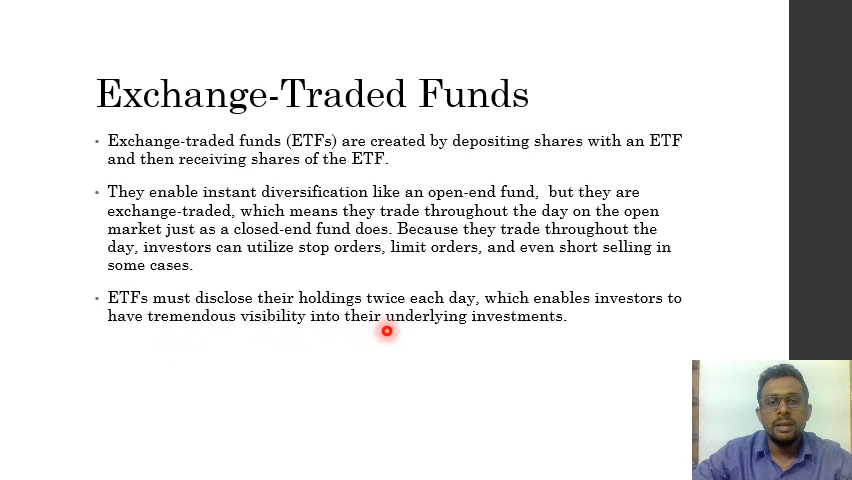 Exchange-Traded Funds
• Exchange-traded funds (ETFs) are created by depositing shares with an ETF
and then receiving shares of the ETF.
• They enable instant diversification like an open-end fund,  but they are
exchange-traded, which means they trade throughout the day on the open
market just as a closed-end fund does. Because they trade throughout the
day, investors can utilize stop orders, limit orders, and even short selling in
some cases.
• ETFs must disclose their holdings twice each day, which enables investors to
have tremendous visibility into their underlying investments.